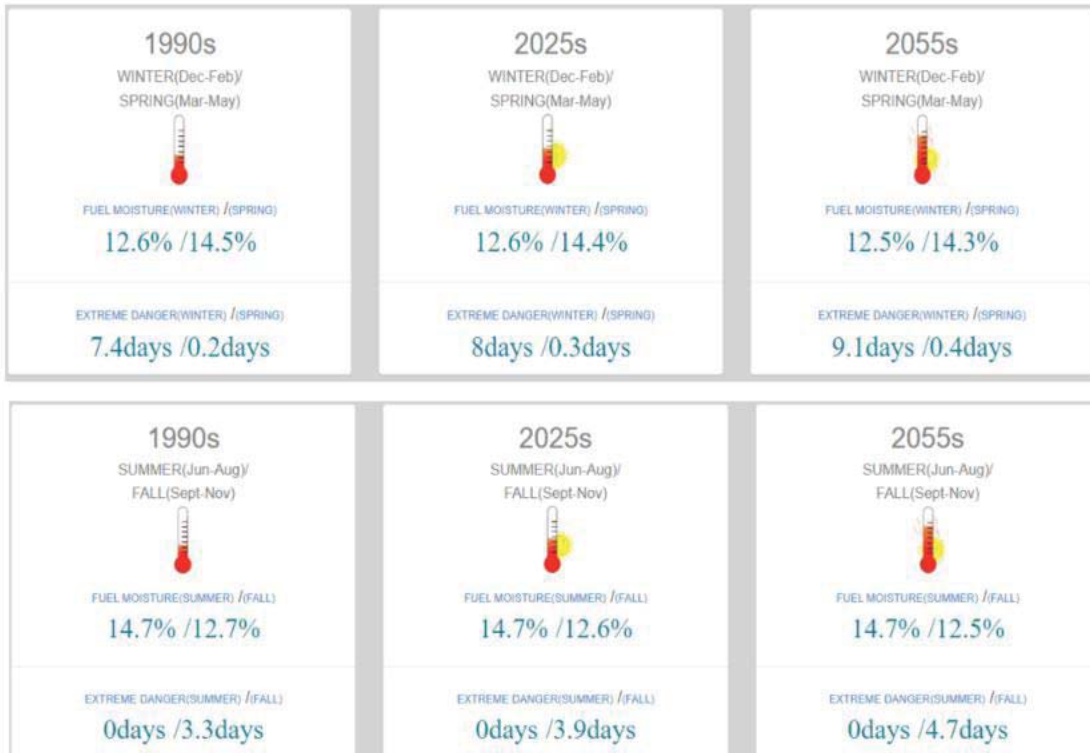 1990s
WINTER(Dec-Feb)/
SPRING(Mar-May)
FUEL MOISTURE(WINTER) /(SPRING)
12.6% /14.5%
EXTREME DANGER(WINTER) /(SPRING)
7.4days /0.2days
2025s
WINTER(Dec-Feb)/
SPRING(Mar-May)
FUEL MOISTURE(WINTER) /(SPRING)
12.6% /14.4%
EXTREME DANGER(WINTER) /(SPRING)
8days /0.3days
2055s
WINTER(Dec-Feb)/
SPRING(Mar-May)
FUEL MOISTURE(WINTER) /(SPRING)
12.5% /14.3%
EXTREME DANGER(WINTER) /(SPRING)
9.1days /0.4days
1990s
SUMMER(Jun-Aug)/
FALL(Sept-Nov)
FUEL MOISTURE(SUMMER) /(FALL)
14.7% /12.7%
EXTREME DANGER(SUMMER) /(FALL)
0days /3.3days
2025s
SUMMER(Jun-Aug)/
FALL(Sept-Nov)
FUEL MOISTURE(SUMMER) /(FALL)
14.7% /12.6%
EXTREME DANGER(SUMMER) /(FALL)
0days /3.9days
2055s
SUMMER(Jun-Aug)/
FALL(Sept-Nov)
FUEL MOISTURE(SUMMER) /(FALL)
14.7% /12.5%
EXTREME DANGER(SUMMER) /(FALL)
0days /4.7days